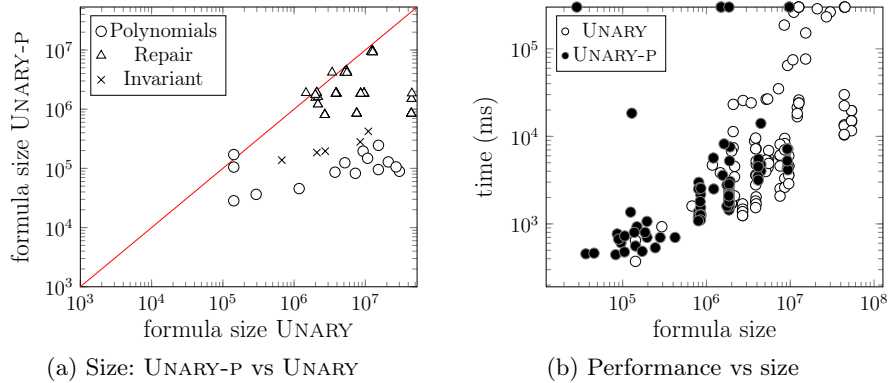 10^3
10^4
10^5
10^6
10^7
10^3
10^4
10^5
10^6
10^7
formula size UNARY
formula size UNARY-P
Polynomials
Repair
Invariant
(a) Size: UNARY-P vs UNARY
10^3
10^4
10^5
10^5
10^6
10^7
10^8
formula size
time (ms)
UNARY
UNARY-P
(b) Performance vs size